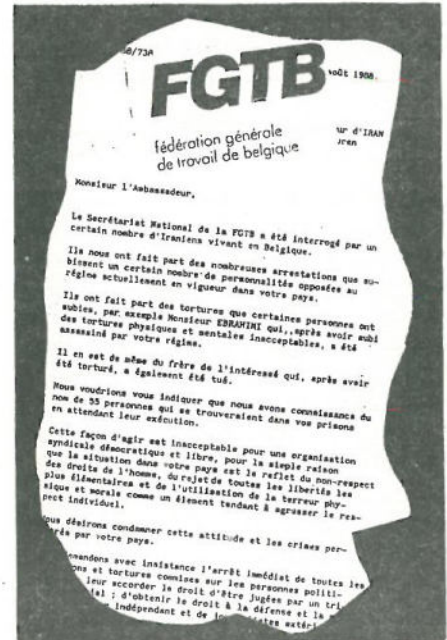 8/73A
FGTB
août 1988.
fédération générale
de travail de belgique
ur d'IRAN
uren
Monsieur l'Ambassadeur,
Le Secrétariat National de la FGTB a été interrogé par un
certain nombre d'Iraniens vivant en Belgique.
Ils nous ont fait part des nombreuses arrestations que su-
bissent un certain nombre de personnalités opposées au
régime actuellement en vigueur dans votre pays.
Ils ont fait part des tortures que certaines personnes ont
subies, par exemple Monsieur EBRAHIMI qui, après avoir subi
des tortures physiques et mentales inacceptables, a été
assassiné par votre régime.
Il en est de même du frère de l'intéressé qui, après avoir
été torturé, a également été tué.
Nous voudrions vous indiquer que nous avons connaissance du
nom de 55 personnes qui se trouveraient dans vos prisons
en attendant leur exécution.
Cette façon d'agir est inacceptable pour une organisation
syndicale démocratique et libre, pour la simple raison
que la situation dans votre pays est le reflet du non-respect
des droits de l'homme, du rejet de toutes les libertés les
plus élémentaires et de l'utilisation de la terreur phy-
sique et morale comme un élement tendant à agrasser le res-
pect individuel.
ous désirons condamner cette attitude et les crimes per-
rés par votre pays.
mandons avec insistance l'arrêt immédiat de toutes les
ons et tortures commises sur les personnes politi-
leur accorder le droit d'être jugées par un tri
ial ; d'obtenir le droit à la défense et la
indépendant et de
istes extéri